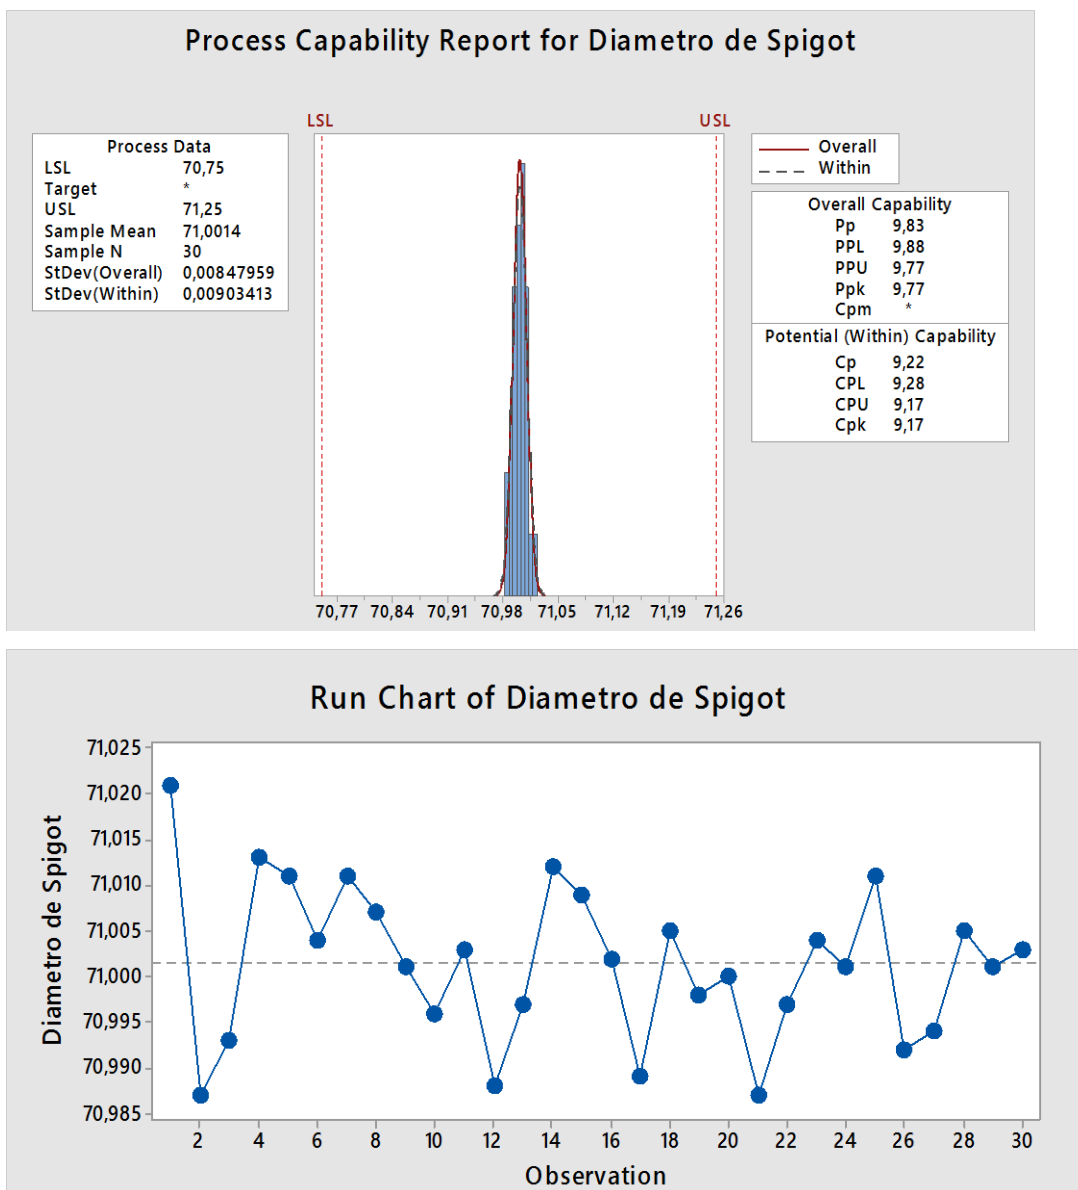 Process Capability Report for Diametro de Spigot
LSL
USL
Process Data
LSL 70,75
Target *
USL 71,25
Sample Mean 71,0014
Sample N 30
StDev(Overall) 0,00847959
StDev(Within) 0,00903413
Overall
Within
Overall Capability
Pp 9,83
PPL 9,88
PPU 9,77
Ppk 9,77
Cpm *
Potential (Within) Capability
Cp 9,22
CPL 9,28
CPU 9,17
Cpk 9,17
70,77 70,84 70,91 70,98 71,05 71,12 71,19 71,26
Run Chart of Diametro de Spigot
Diametro de Spigot
71,025
71,020
71,015
71,010
71,005
71,000
70,995
70,990
70,985
2 4 6 8 10 12 14 16 18 20 22 24 26 28 30
Observation